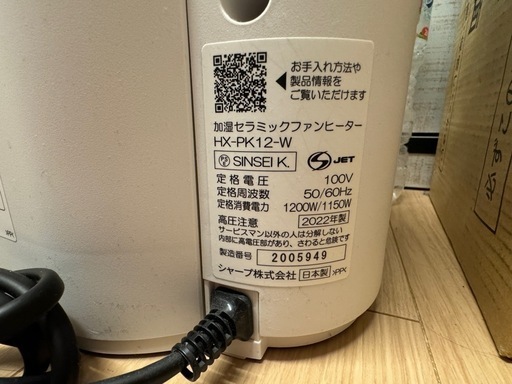 お手入れ方法や
製品情報を
ご覧いただけます
加湿セラミックファンヒーター
HX-PK12-W
SINSEI K. S JET
定格電圧 100V
定格周波数 50/60Hz
定格消費電力 1200W/1150W
高圧注意 2022年製
サービスマン以外の人は分解しない
内部に高電圧部があり、さわると危険です
製造番号 2005949
シャープ株式会社 日本製 >PP<